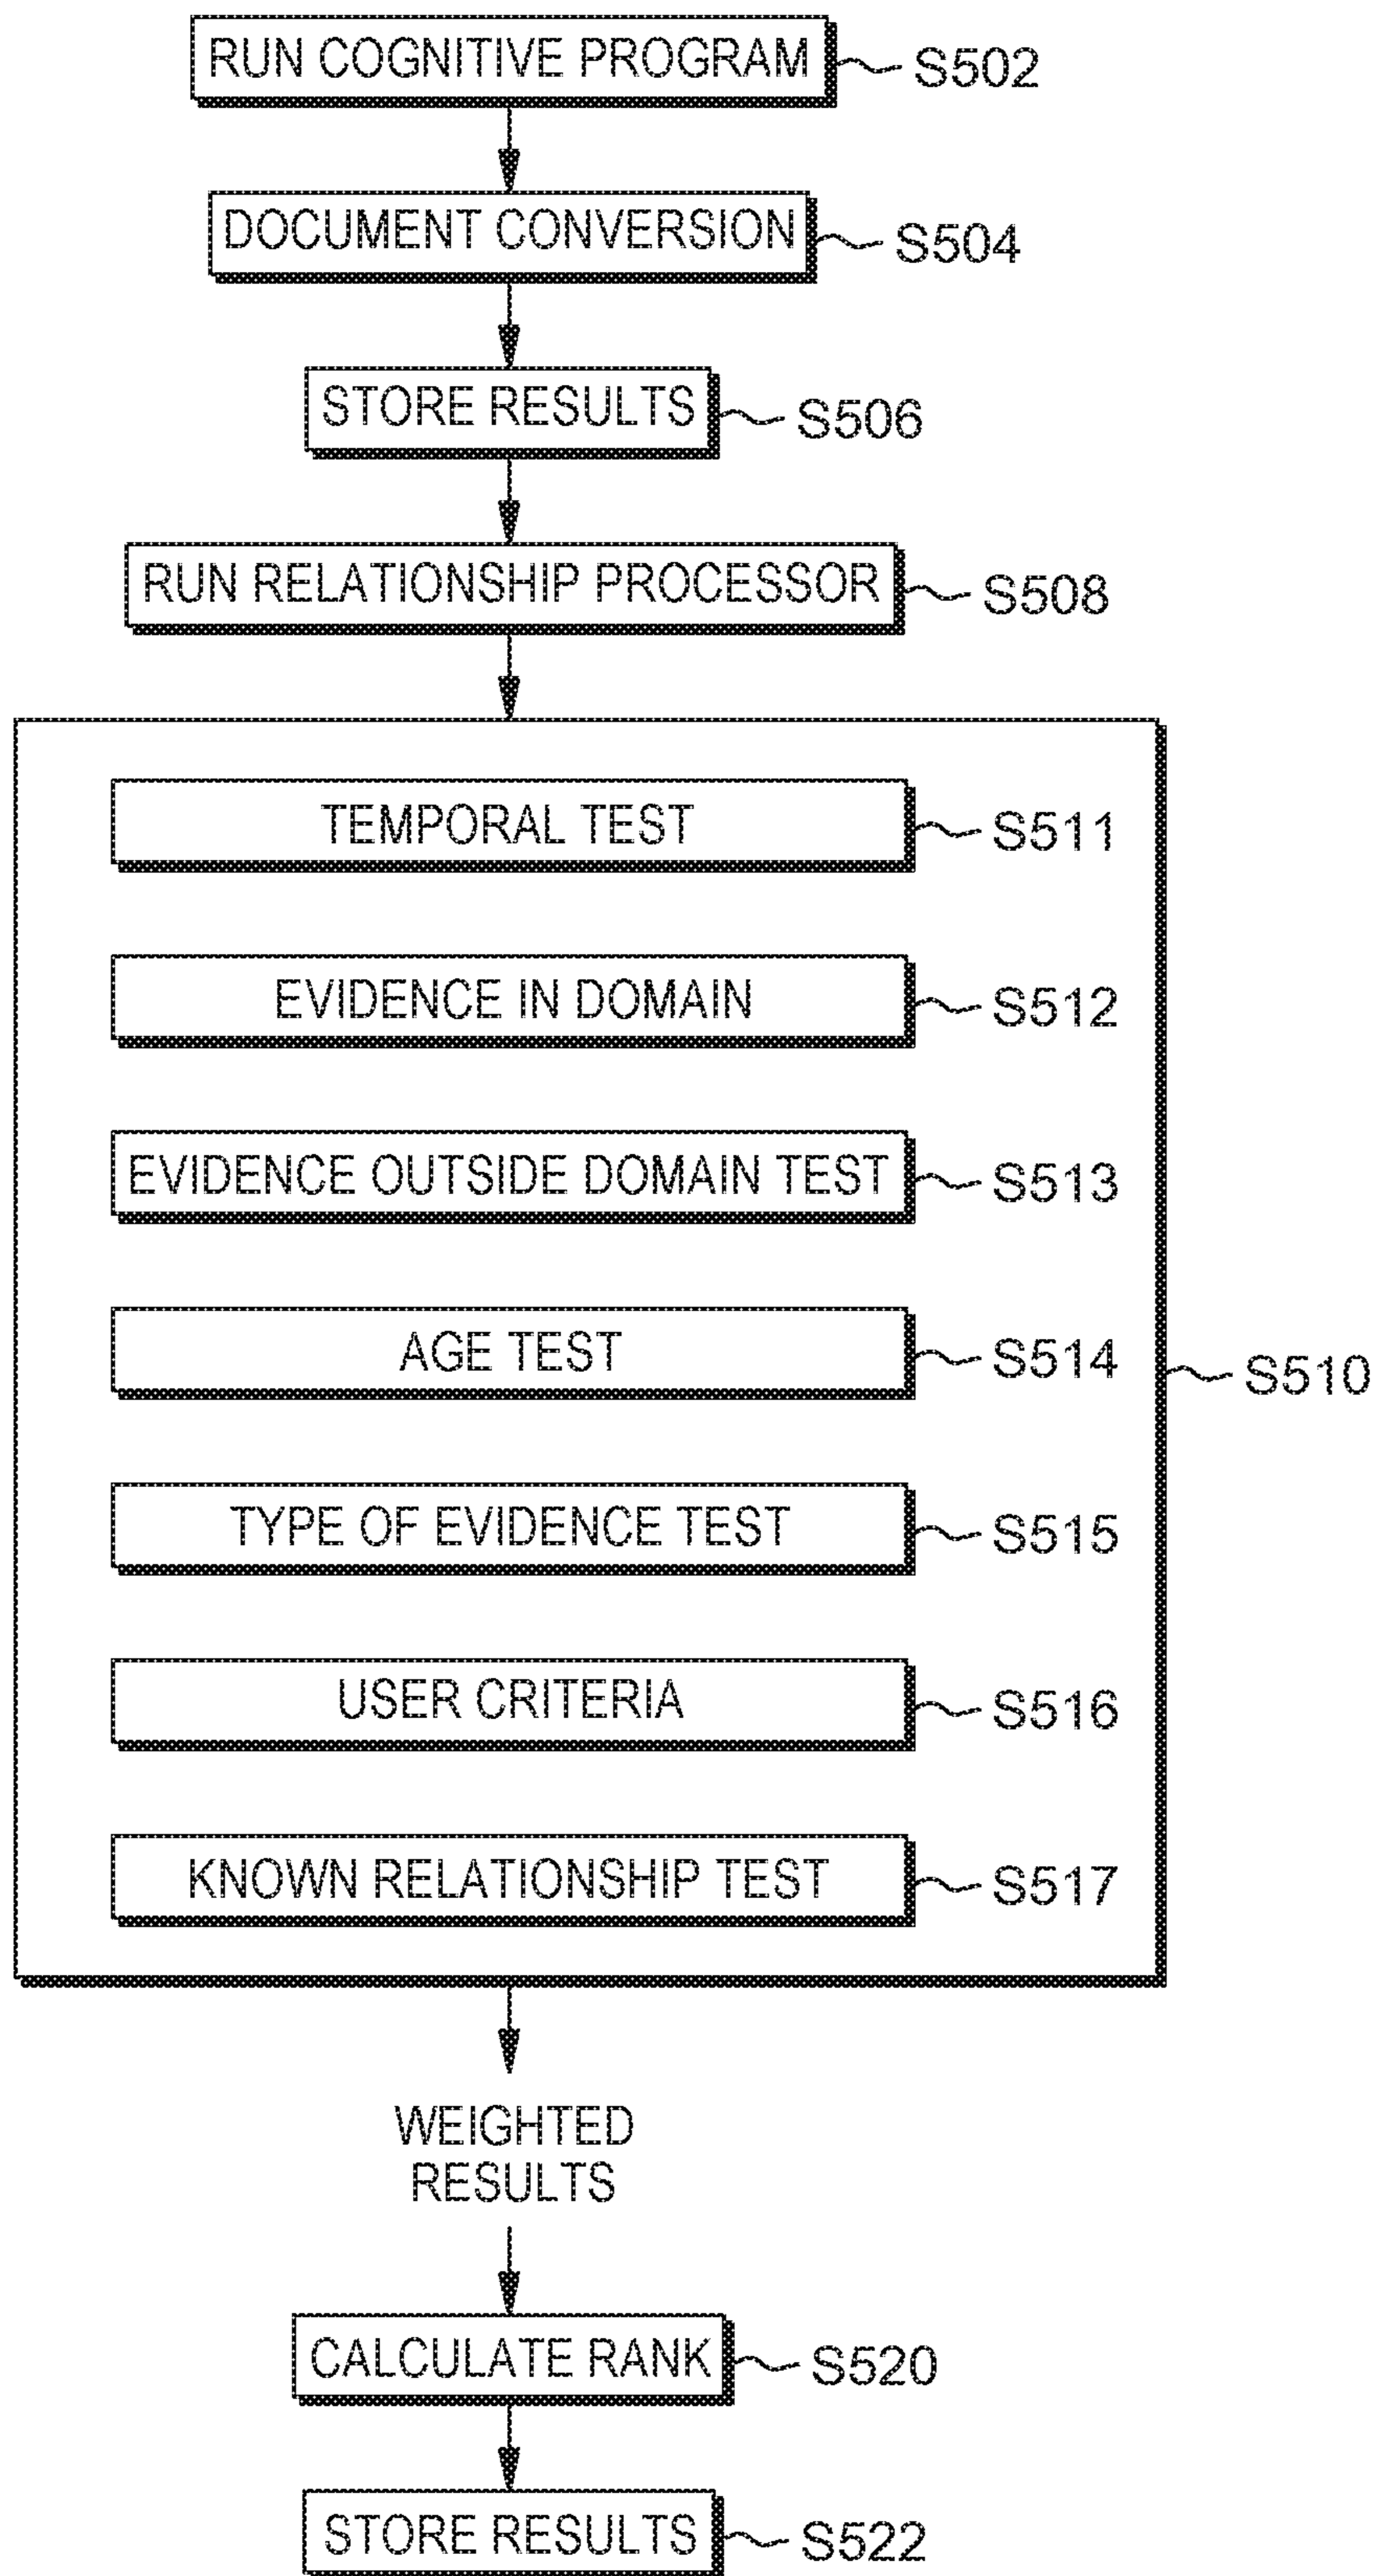 RUN COGNITIVE PROGRAM S502
DOCUMENT CONVERSION S504
STORE RESULTS S506
RUN RELATIONSHIP PROCESSOR S508
TEMPORAL TEST S511
EVIDENCE IN DOMAIN S512
EVIDENCE OUTSIDE DOMAIN TEST S513
AGE TEST S514
S510
TYPE OF EVIDENCE TEST S515
USER CRITERIA S516
KNOWN RELATIONSHIP TEST S517
WEIGHTED
RESULTS
CALCULATE RANK S520
STORE RESULTS S522